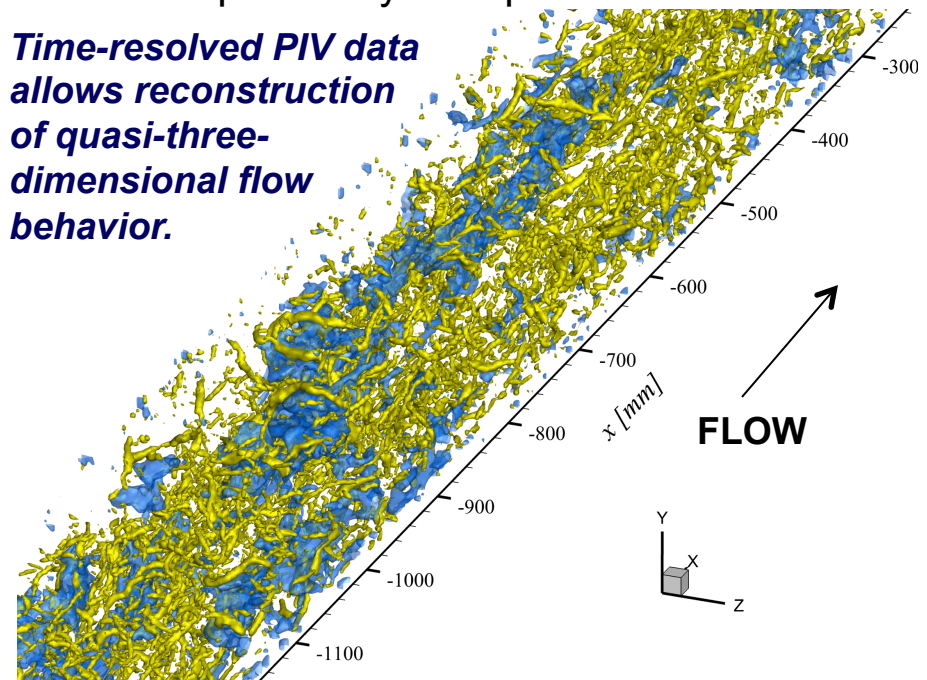 Time-resolved PIV data
allows reconstruction
of quasi-three-
dimensional flow
behavior.
-300
-400
-500
-600
-700
x [mm]
-800
FLOW
-900
-1000
-1100
Y
X
Z